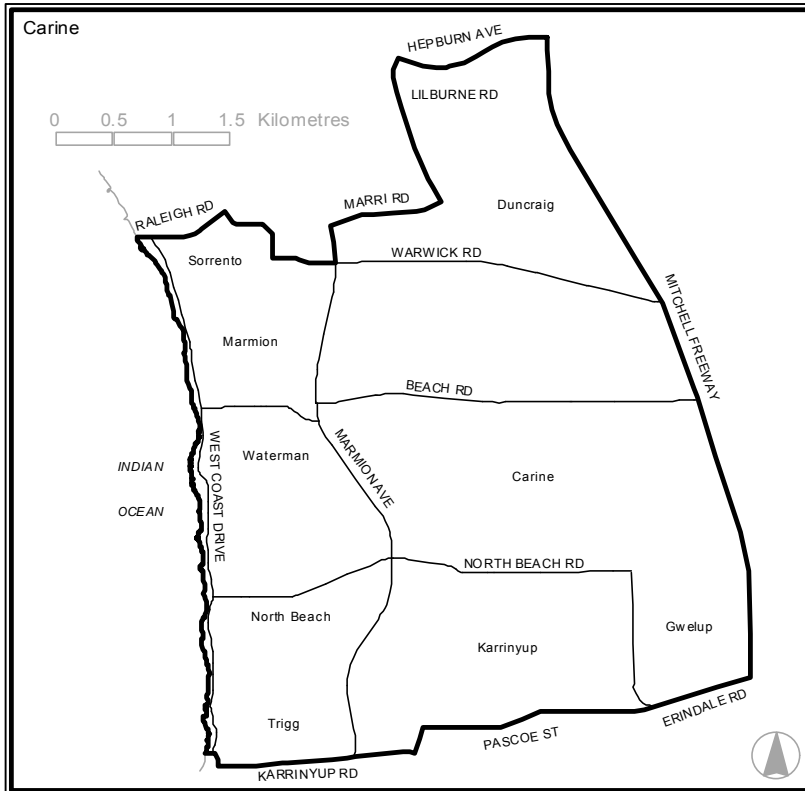 Carine
HEPBURN AVE
LILBURNE RD
0 0.5 1 1.5 Kilometres
MARRI RD
Duncraig
RALEIGH RD
WARWICK RD
Sorrento
MITCHELL FREEWAY
Marmion
BEACH RD
Waterman
MARMION AVE
WEST COAST DRIVE
INDIAN
OCEAN
Carine
NORTH BEACH RD
North Beach
Gwelup
Karrinyup
Trigg
ERINDALE RD
PASCOE ST
KARRINYUP RD